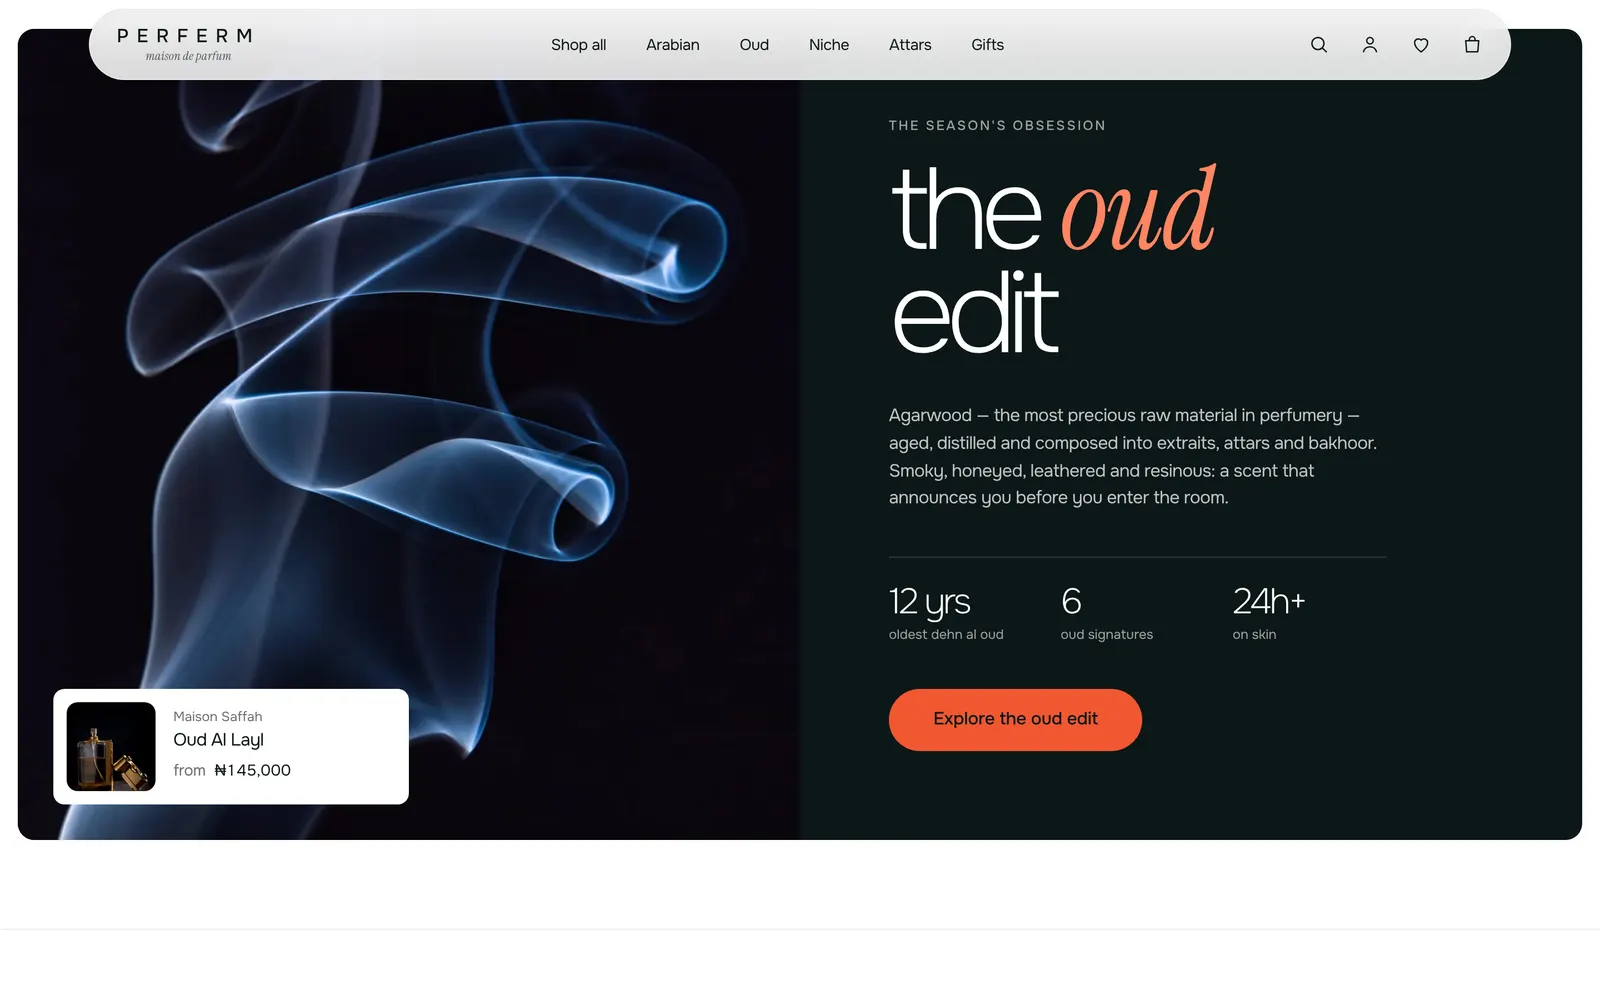 PERFERM
maison de parfum
Shop all
Arabian
Oud
Niche
Attars
Gifts
THE SEASON'S OBSESSION
the oud
edit
Agarwood — the most precious raw material in perfumery —
aged, distilled and composed into extraits, attars and bakhoor.
Smoky, honeyed, leathered and resinous: a scent that
announces you before you enter the room.
12 yrs
oldest dehn al oud
6
oud signatures
24h+
on skin
Explore the oud edit
Maison Saffah
Oud Al Layl
from ₦145,000